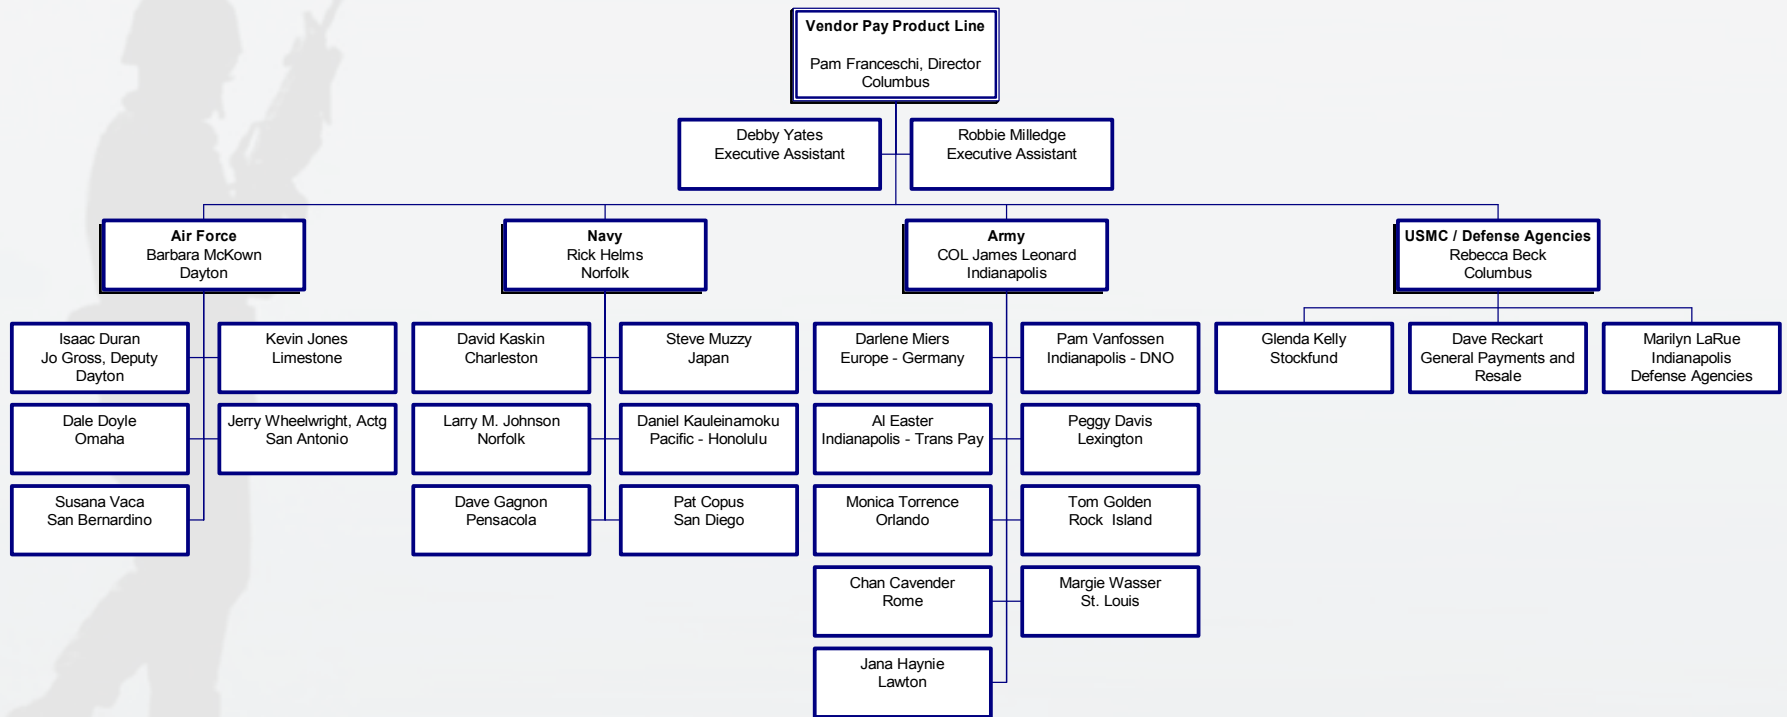 Vendor Pay Product Line
Pam Franceschi, Director
Columbus
Debby Yates
Executive Assistant
Robbie Milledge
Executive Assistant
Air Force
Barbara McKown
Dayton
Isaac Duran
Jo Gross, Deputy
Dayton
Kevin Jones
Limestone
Dale Doyle
Omaha
Jerry Wheelwright, Actg
San Antonio
Susana Vaca
San Bernardino
Navy
Rick Helms
Norfolk
David Kaskin
Charleston
Steve Muzzy
Japan
Larry M. Johnson
Norfolk
Daniel Kauleinamoku
Pacific - Honolulu
Dave Gagnon
Pensacola
Pat Copus
San Diego
Army
COL James Leonard
Indianapolis
Darlene Miers
Europe - Germany
Pam Vanfossen
Indianapolis - DNO
Al Easter
Indianapolis - Trans Pay
Peggy Davis
Lexington
Monica Torrence
Orlando
Tom Golden
Rock Island
Chan Cavender
Rome
Margie Wasser
St. Louis
Jana Haynie
Lawton
USMC / Defense Agencies
Rebecca Beck
Columbus
Glenda Kelly
Stockfund
Dave Reckart
General Payments and
Resale
Marilyn LaRue
Indianapolis
Defense Agencies